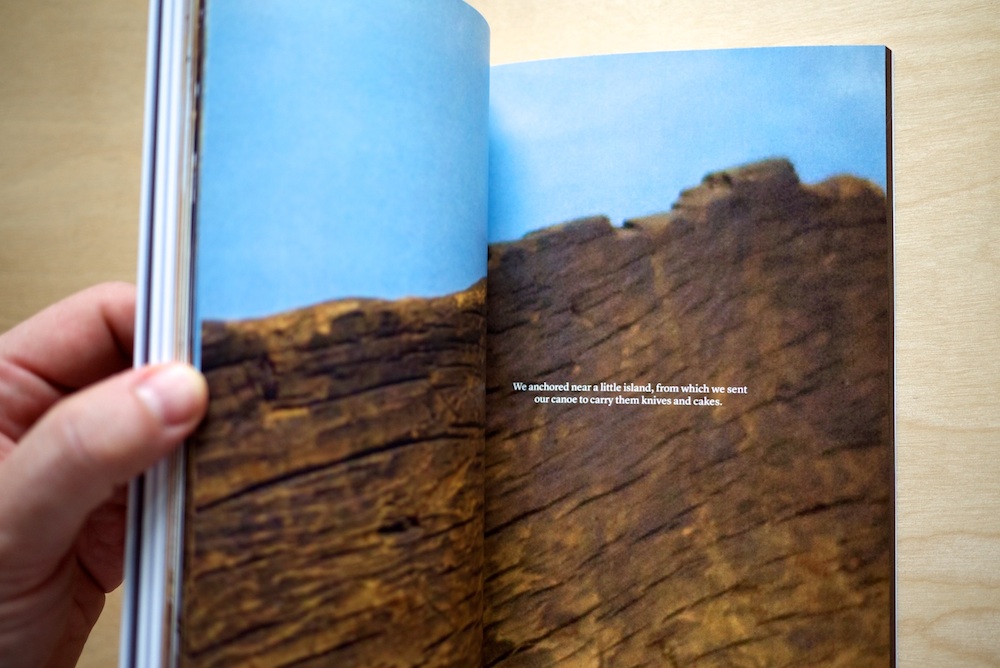 We anchored near a little island, from which we sent
our canoe to carry them knives and cakes.